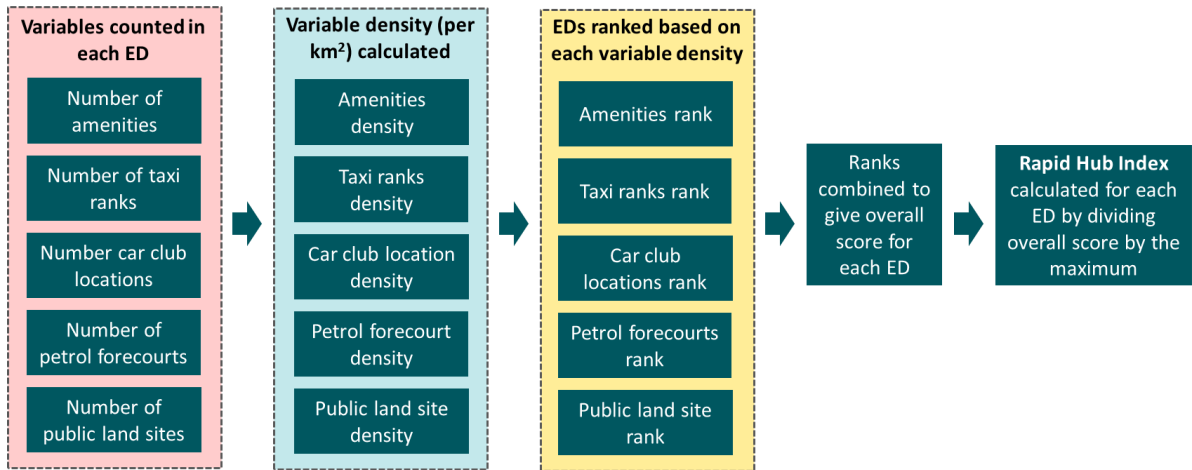 Variables counted in
each ED
Number of
amenities
Number of taxi
ranks
Number car club
locations
Number of
petrol forecourts
Number of
public land sites
Variable density (per
km²) calculated
Amenities
density
Taxi ranks
density
Car club location
density
Petrol forecourt
density
Public land site
density
EDs ranked based on
each variable density
Amenities rank
Taxi ranks rank
Car club
locations rank
Petrol forecourts
rank
Public land site
rank
Ranks
combined to
give overall
score for
each ED
Rapid Hub Index
calculated for each
ED by dividing
overall score by the
maximum